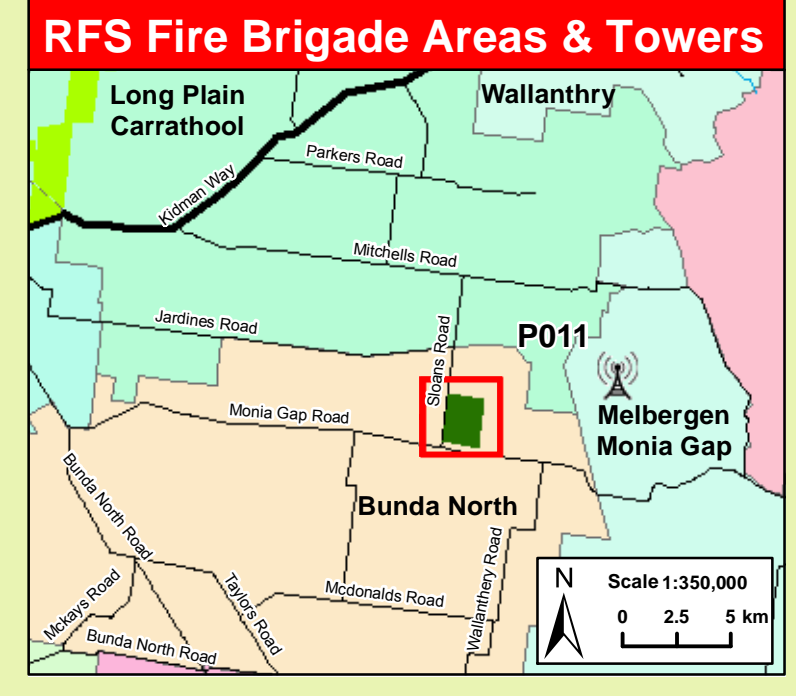 RFS Fire Brigade Areas & Towers
Long Plain
Carrathool
Wallanthry
Parkers Road
Kidman Way
Mitchells Road
Jardines Road
Sloans Road
P011
Monia Gap Road
Melbergen
Monia Gap
Bunda North
Bunda North Road
Wallanthery Road
Taylors Road
Mcdonalds Road
Mckays Road
Bunda North Road
N
Scale 1:350,000
0 2.5 5 km